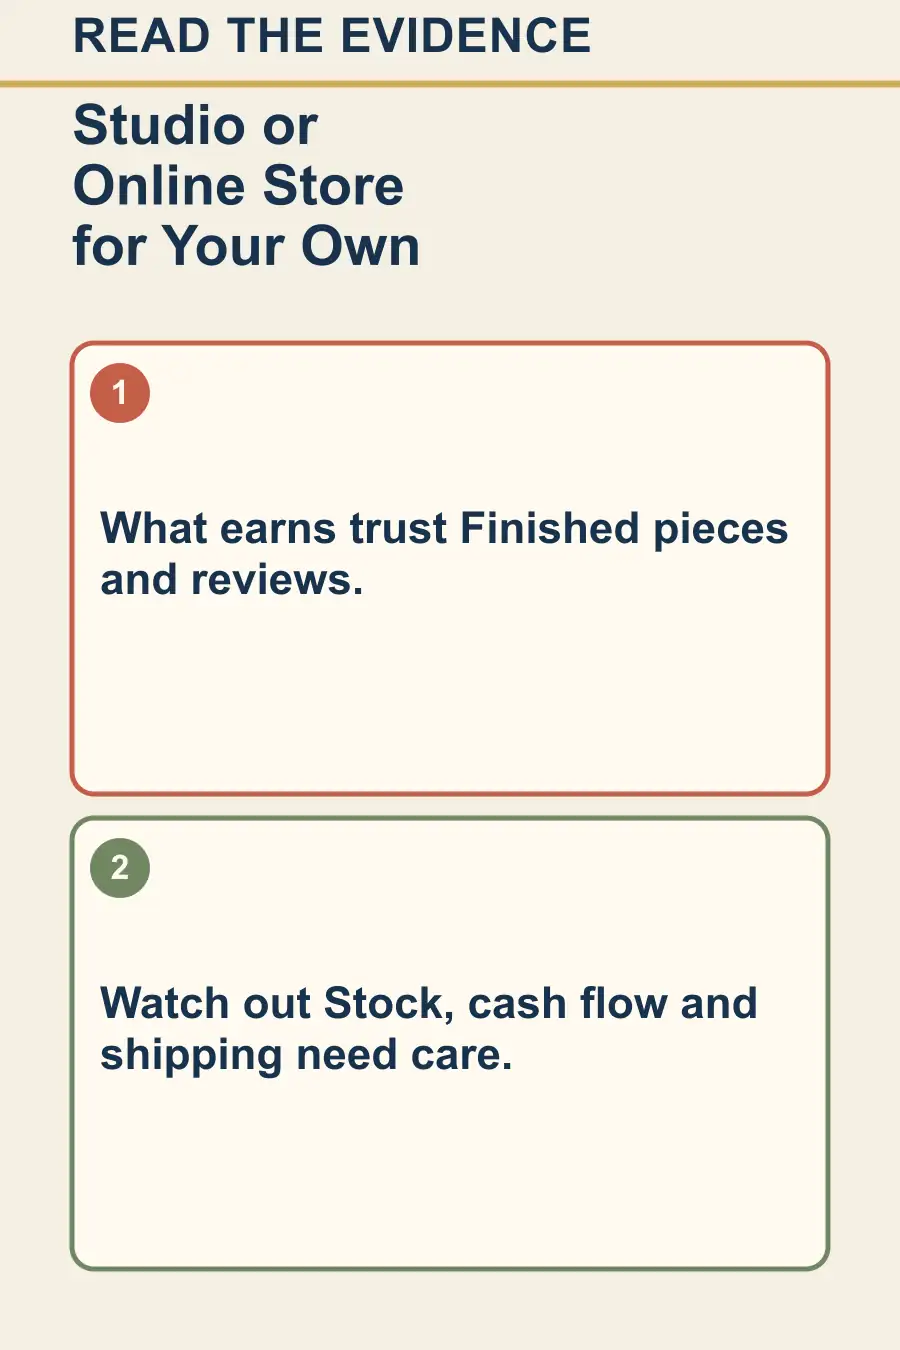 READ THE EVIDENCE
Studio or
Online Store
for Your Own
1
What earns trust Finished pieces
and reviews.
2
Watch out Stock, cash flow and
shipping need care.